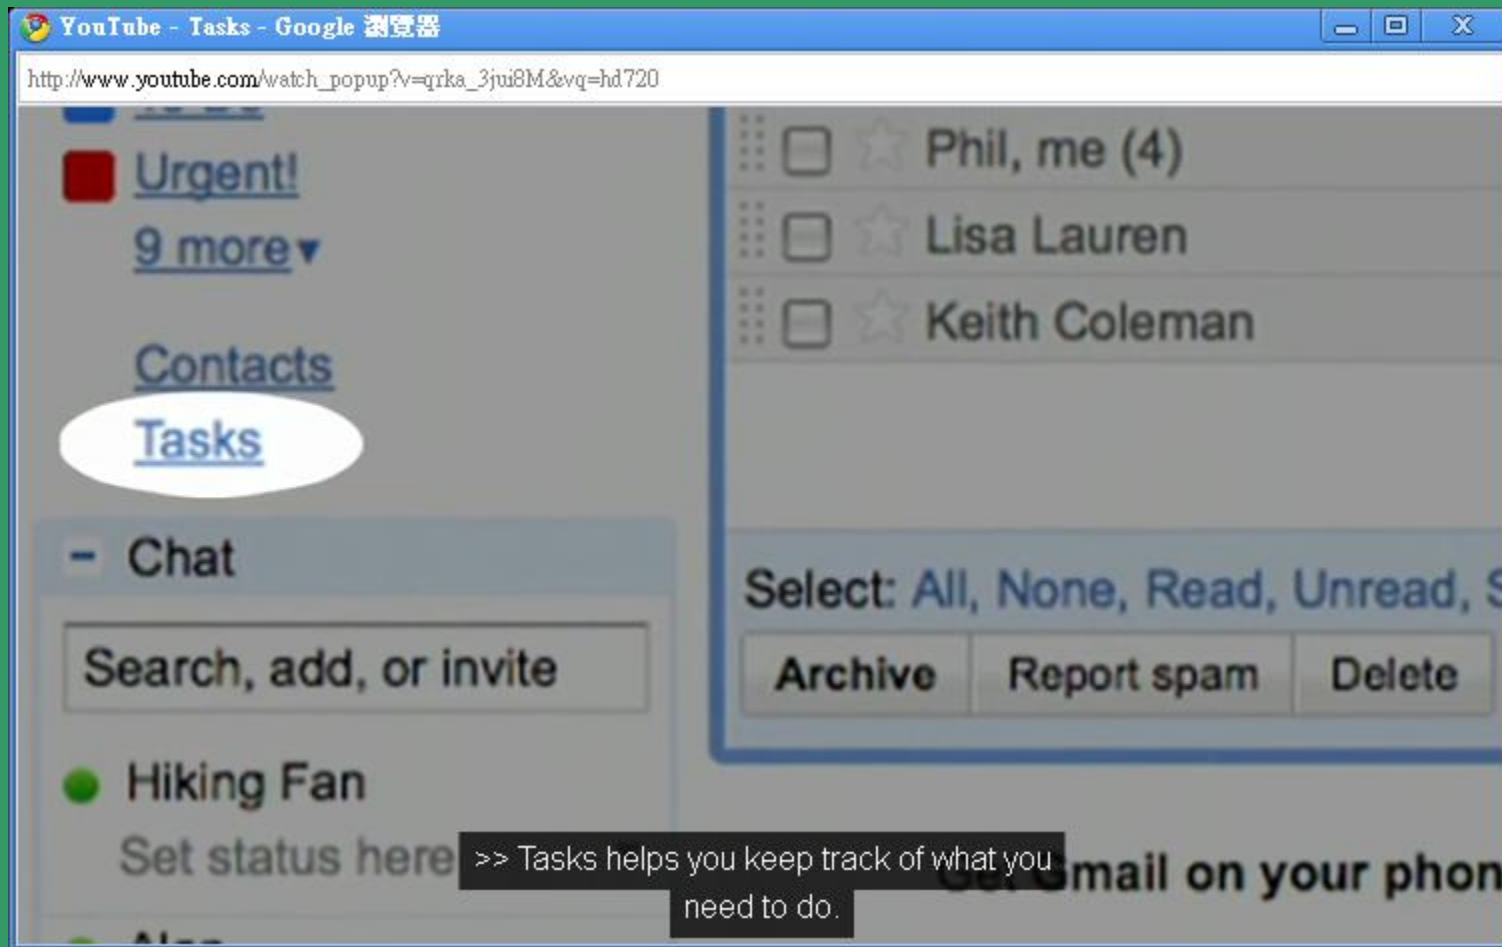 YouTube - Tasks - Google 瀏覽器
http://www.youtube.com/watch_popup?v=qrka_3jui8M&vq=hd720
Urgent!
9 more
Contacts
Tasks
Chat
Search, add, or invite
Hiking Fan
Set status here
Phil, me (4)
Lisa Lauren
Keith Coleman
Select: All, None, Read, Unread, S
Archive Report spam Delete
Get Gmail on your phon
>> Tasks helps you keep track of what you
need to do.